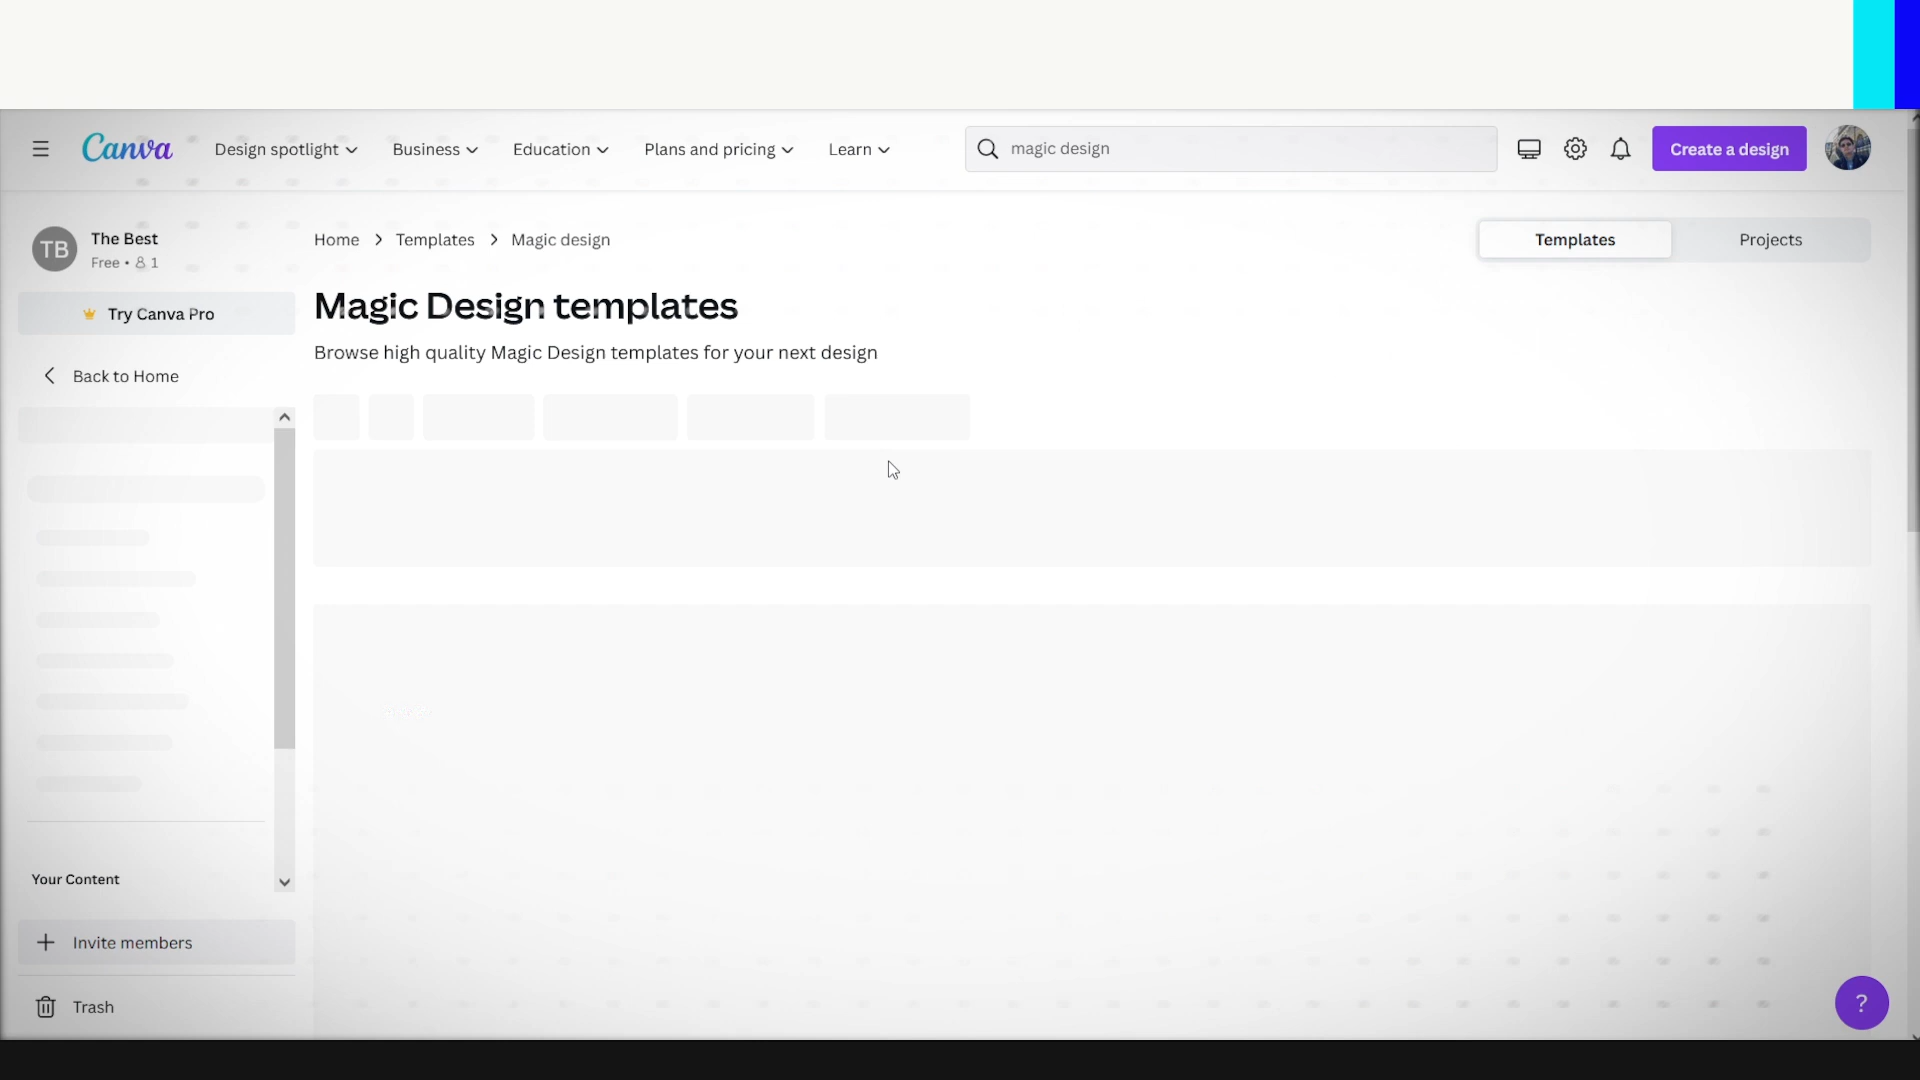 Canva
Design spotlight
Business
Education
Plans and pricing
Learn
magic design
Create a design
TB
The Best
Free • 1
Try Canva Pro
Back to Home
Your Content
Invite members
Trash
Home > Templates > Magic design
Templates
Projects
Magic Design templates
Browse high quality Magic Design templates for your next design
?